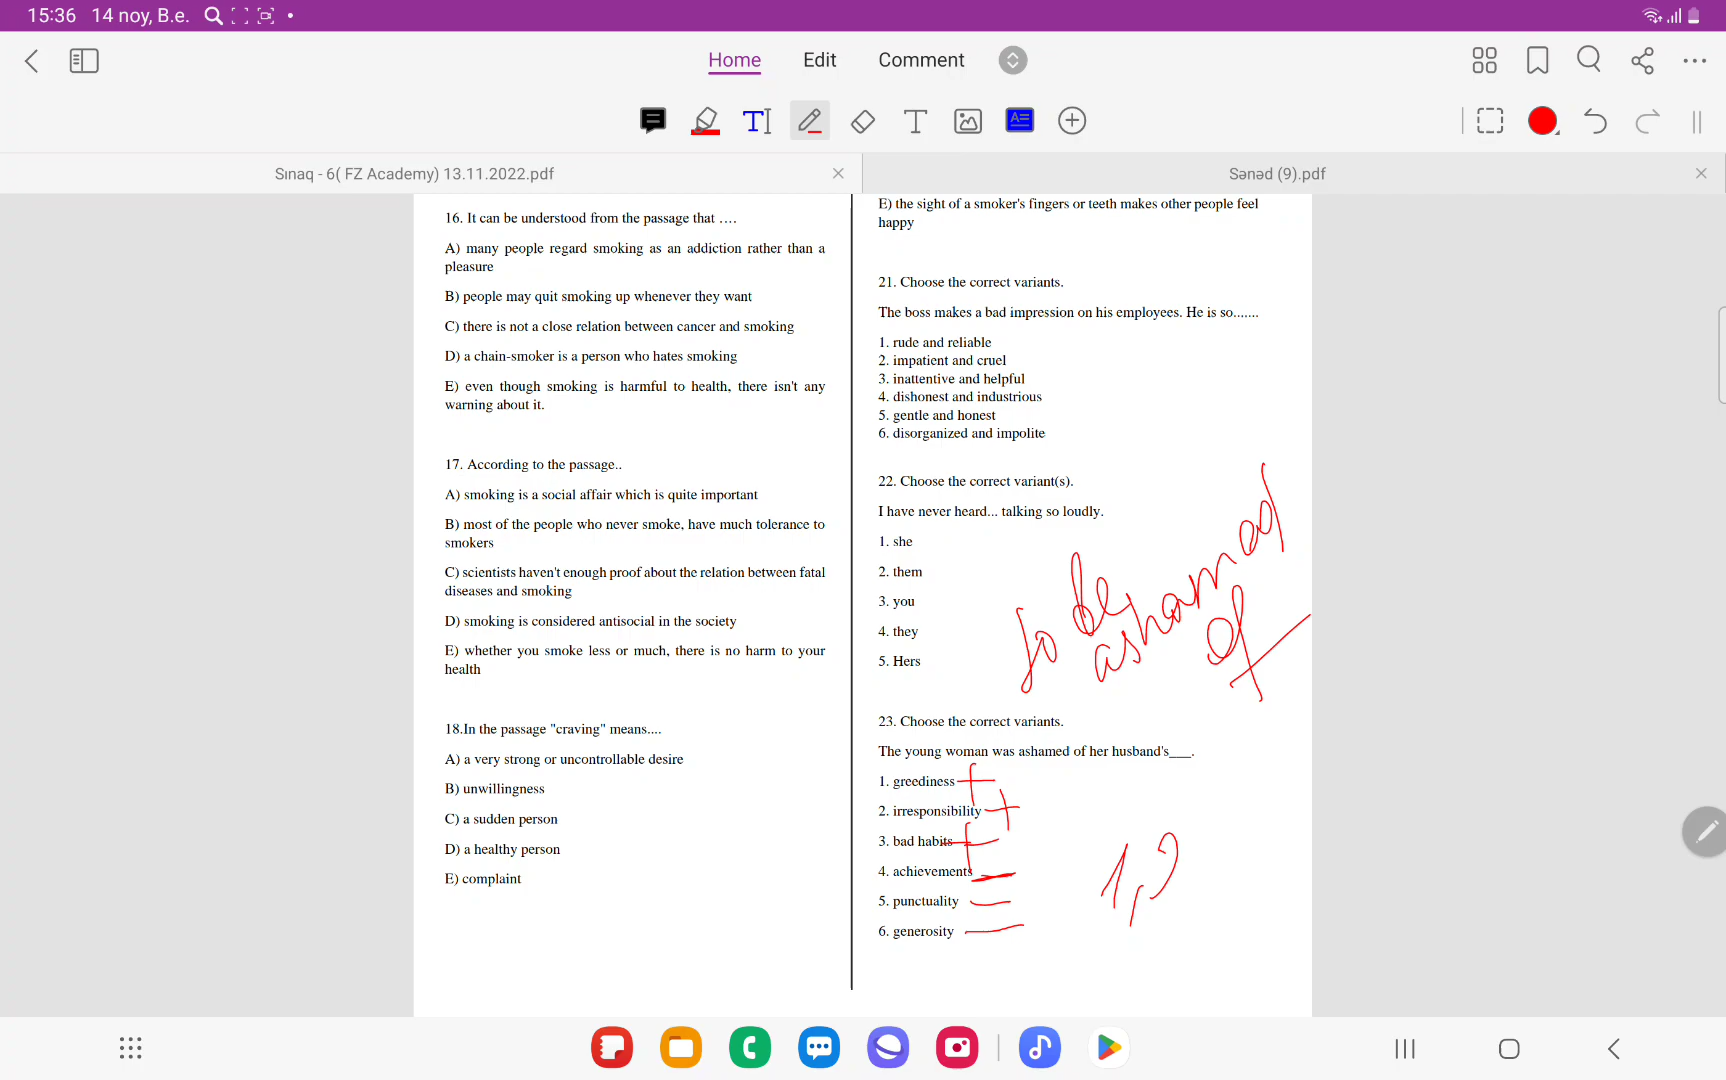 15:36 14 noy, B.e.
Home Edit Comment
Sınaq - 6( FZ Academy) 13.11.2022.pdf
Sənəd (9).pdf
16. It can be understood from the passage that ….
A) many people regard smoking as an addiction rather than a
pleasure
B) people may quit smoking up whenever they want
C) there is not a close relation between cancer and smoking
D) a chain-smoker is a person who hates smoking
E) even though smoking is harmful to health, there isn't any
warning about it.
17. According to the passage..
A) smoking is a social affair which is quite important
B) most of the people who never smoke, have much tolerance to
smokers
C) scientists haven't enough proof about the relation between fatal
diseases and smoking
D) smoking is considered antisocial in the society
E) whether you smoke less or much, there is no harm to your
health
18.In the passage "craving" means....
A) a very strong or uncontrollable desire
B) unwillingness
C) a sudden person
D) a healthy person
E) complaint
E) the sight of a smoker's fingers or teeth makes other people feel
happy
21. Choose the correct variants.
The boss makes a bad impression on his employees. He is so.......
1. rude and reliable
2. impatient and cruel
3. inattentive and helpful
4. dishonest and industrious
5. gentle and honest
6. disorganized and impolite
22. Choose the correct variant(s).
I have never heard... talking so loudly.
1. she
2. them
3. you
4. they
5. Hers
to be
ashamed
of
23. Choose the correct variants.
The young woman was ashamed of her husband's___.
1. greediness +
2. irresponsibility +
3. bad habits +
4. achievements -
5. punctuality -
6. generosity -